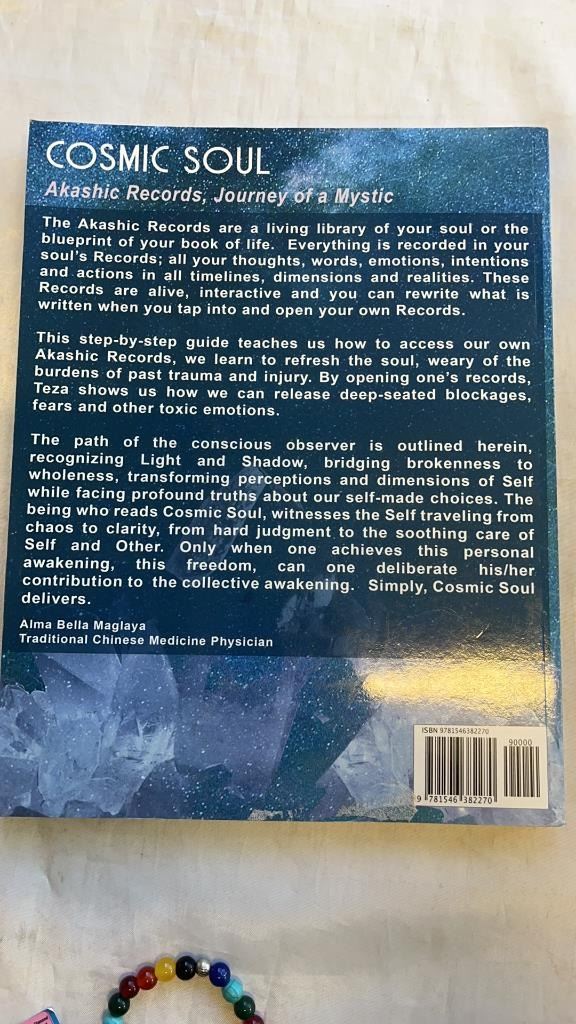 COSMIC SOUL
Akashic Records, Journey of a Mystic
The Akashic Records are a living library of your soul or the
blueprint of your book of life. Everything is recorded in your
soul's Records; all your thoughts, words, emotions, intentions
and actions in all timelines, dimensions and realities. These
Records are alive, interactive and you can rewrite what is
written when you tap into and open your own Records.
This step-by-step guide teaches us how to access our own
Akashic Records, we learn to refresh the soul, weary of the
burdens of past trauma and injury. By opening one's records,
Teza shows us how we can release deep-seated blockages,
fears and other toxic emotions.
The path of the conscious observer is outlined herein,
recognizing Light and Shadow, bridging brokenness to
wholeness, transforming perceptions and dimensions of Self
while facing profound truths about our self-made choices. The
being who reads Cosmic Soul, witnesses the Self traveling from
chaos to clarity, from hard judgment to the soothing care of
Self and Other. Only when one achieves this personal
awakening, this freedom, can one deliberate his/her
contribution to the collective awakening. Simply, Cosmic Soul
delivers.
Alma Bella Maglaya
Traditional Chinese Medicine Physician
ISBN 9781546382270
90000
9 781546 382270